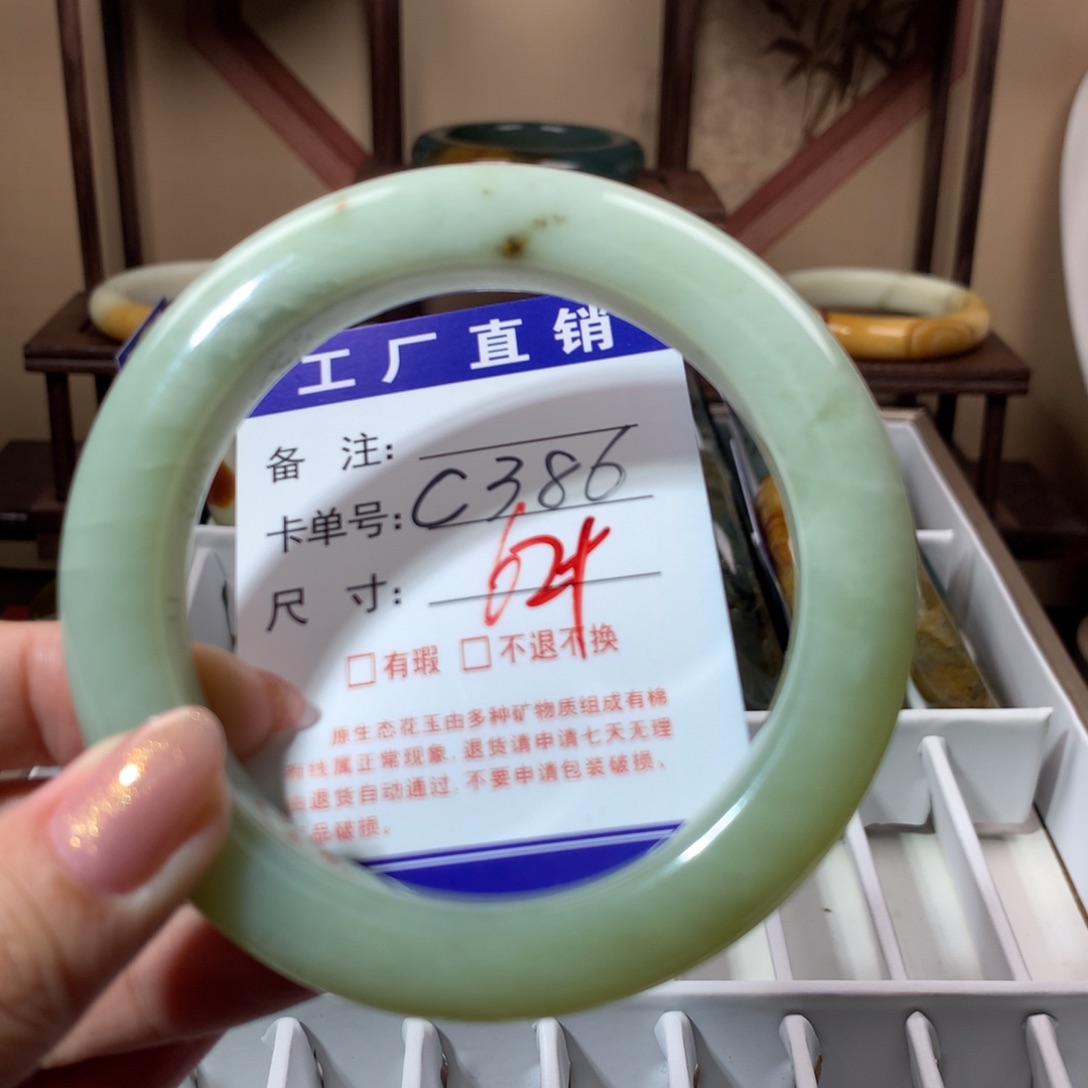 工厂直销
备 注:
卡单号: C386
尺 寸: 624
□有瑕 □不退不换
原生态花玉由多种矿物质组成有棉
有线属正常现象,退货请申请七天无理
由退货自动通过,不要申请包装破损、
品破损。